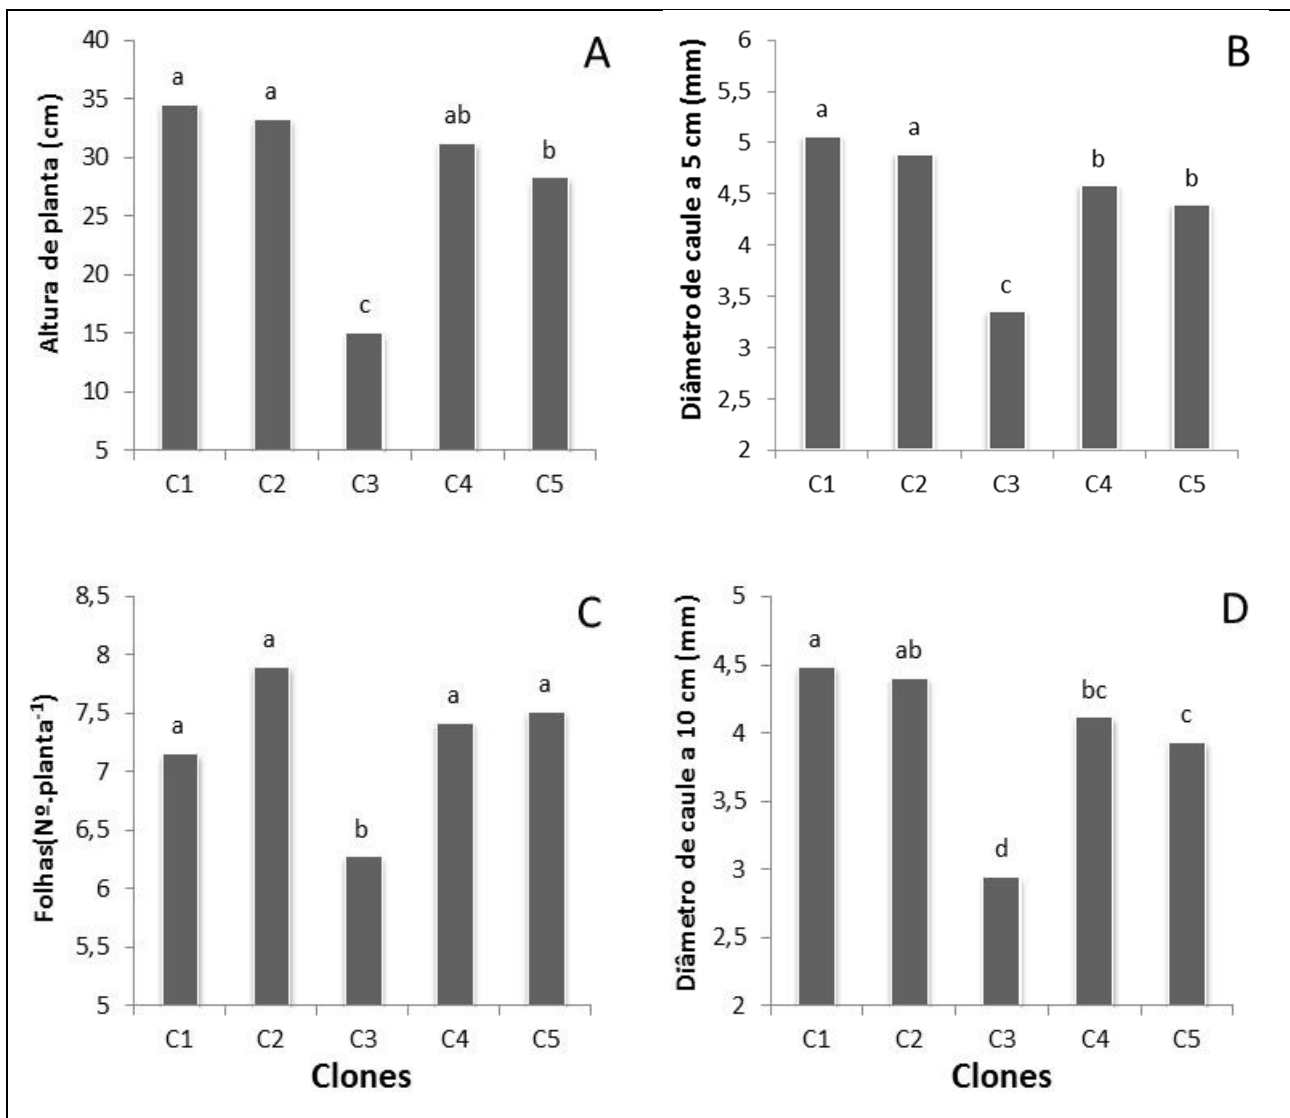 A
Altura de planta (cm)
40
35
30
25
20
15
10
5
a
a
c
ab
b
C1 C2 C3 C4 C5
B
Diâmetro de caule a 5 cm (mm)
6
5,5
5
4,5
4
3,5
3
2,5
2
a
a
c
b
b
C1 C2 C3 C4 C5
C
Folhas(Nº.planta⁻¹)
8,5
8
7,5
7
6,5
6
5,5
5
a
a
b
a
a
C1 C2 C3 C4 C5
Clones
D
Diâmetro de caule a 10 cm (mm)
5
4,5
4
3,5
3
2,5
2
a
ab
d
bc
c
C1 C2 C3 C4 C5
Clones